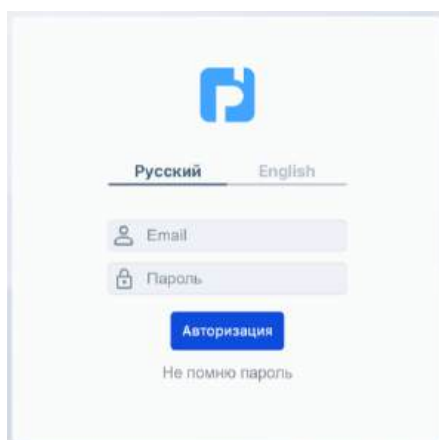 Русский English
Email
Пароль
Авторизация
Не помню пароль